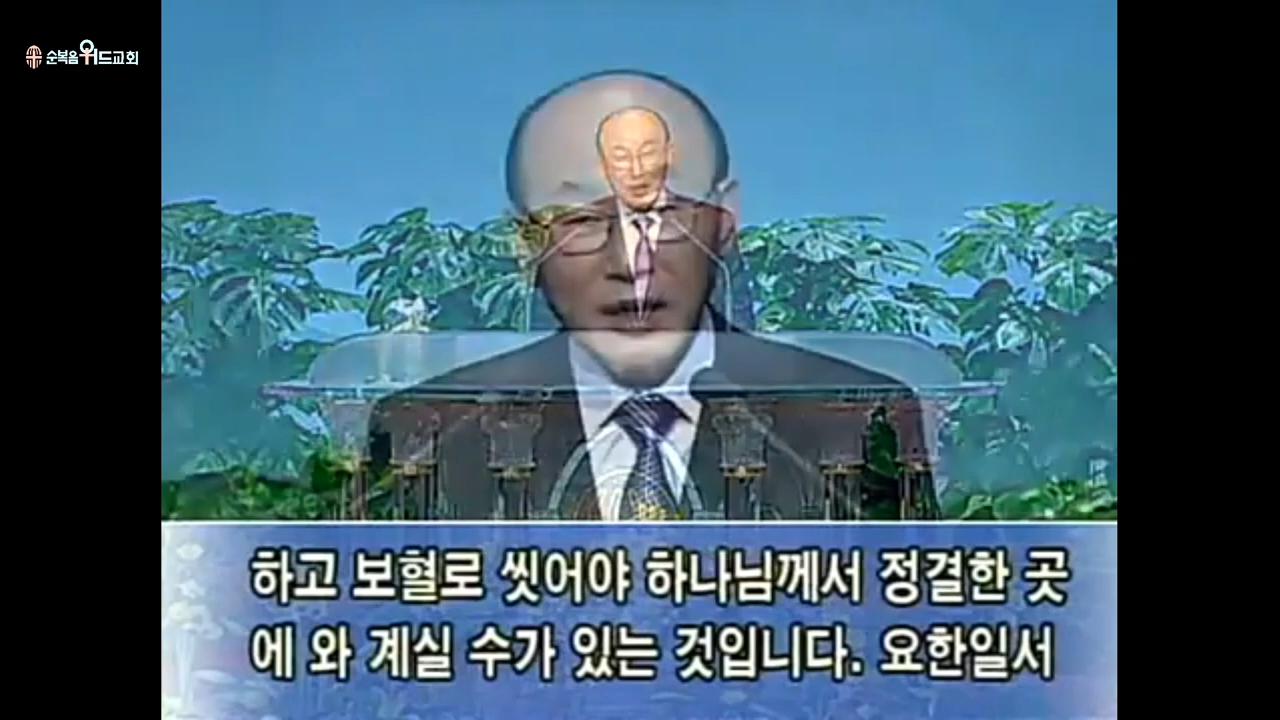 순복음위드교회
하고 보혈로 씻어야 하나님께서 정결한 곳
에 와 계실 수가 있는 것입니다. 요한일서